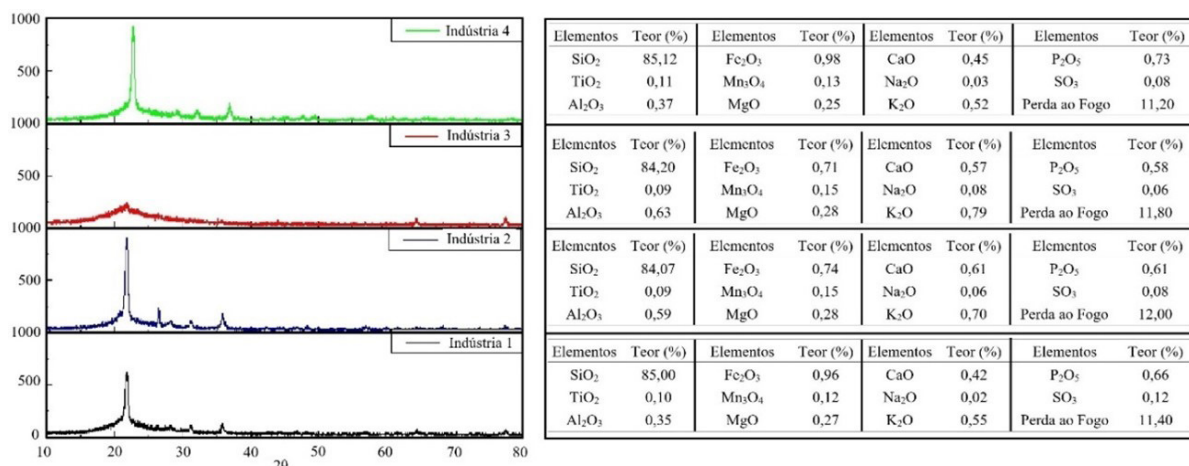 1000
Indústria 4
500
1000
Indústria 3
500
1000
Indústria 2
500
1000
Indústria 1
500
0
10 20 30 40 50 60 70 80
2θ
Elementos Teor (%) Elementos Teor (%) Elementos Teor (%) Elementos Teor (%)
SiO₂ 85,12 Fe₂O₃ 0,98 CaO 0,45 P₂O₅ 0,73
TiO₂ 0,11 Mn₃O₄ 0,13 Na₂O 0,03 SO₃ 0,08
Al₂O₃ 0,37 MgO 0,25 K₂O 0,52 Perda ao Fogo 11,20
Elementos Teor (%) Elementos Teor (%) Elementos Teor (%) Elementos Teor (%)
SiO₂ 84,20 Fe₂O₃ 0,71 CaO 0,57 P₂O₅ 0,58
TiO₂ 0,09 Mn₃O₄ 0,15 Na₂O 0,08 SO₃ 0,06
Al₂O₃ 0,63 MgO 0,28 K₂O 0,79 Perda ao Fogo 11,80
Elementos Teor (%) Elementos Teor (%) Elementos Teor (%) Elementos Teor (%)
SiO₂ 84,07 Fe₂O₃ 0,74 CaO 0,61 P₂O₅ 0,61
TiO₂ 0,09 Mn₃O₄ 0,15 Na₂O 0,06 SO₃ 0,08
Al₂O₃ 0,59 MgO 0,28 K₂O 0,70 Perda ao Fogo 12,00
Elementos Teor (%) Elementos Teor (%) Elementos Teor (%) Elementos Teor (%)
SiO₂ 85,00 Fe₂O₃ 0,96 CaO 0,42 P₂O₅ 0,66
TiO₂ 0,10 Mn₃O₄ 0,12 Na₂O 0,02 SO₃ 0,12
Al₂O₃ 0,35 MgO 0,27 K₂O 0,55 Perda ao Fogo 11,40